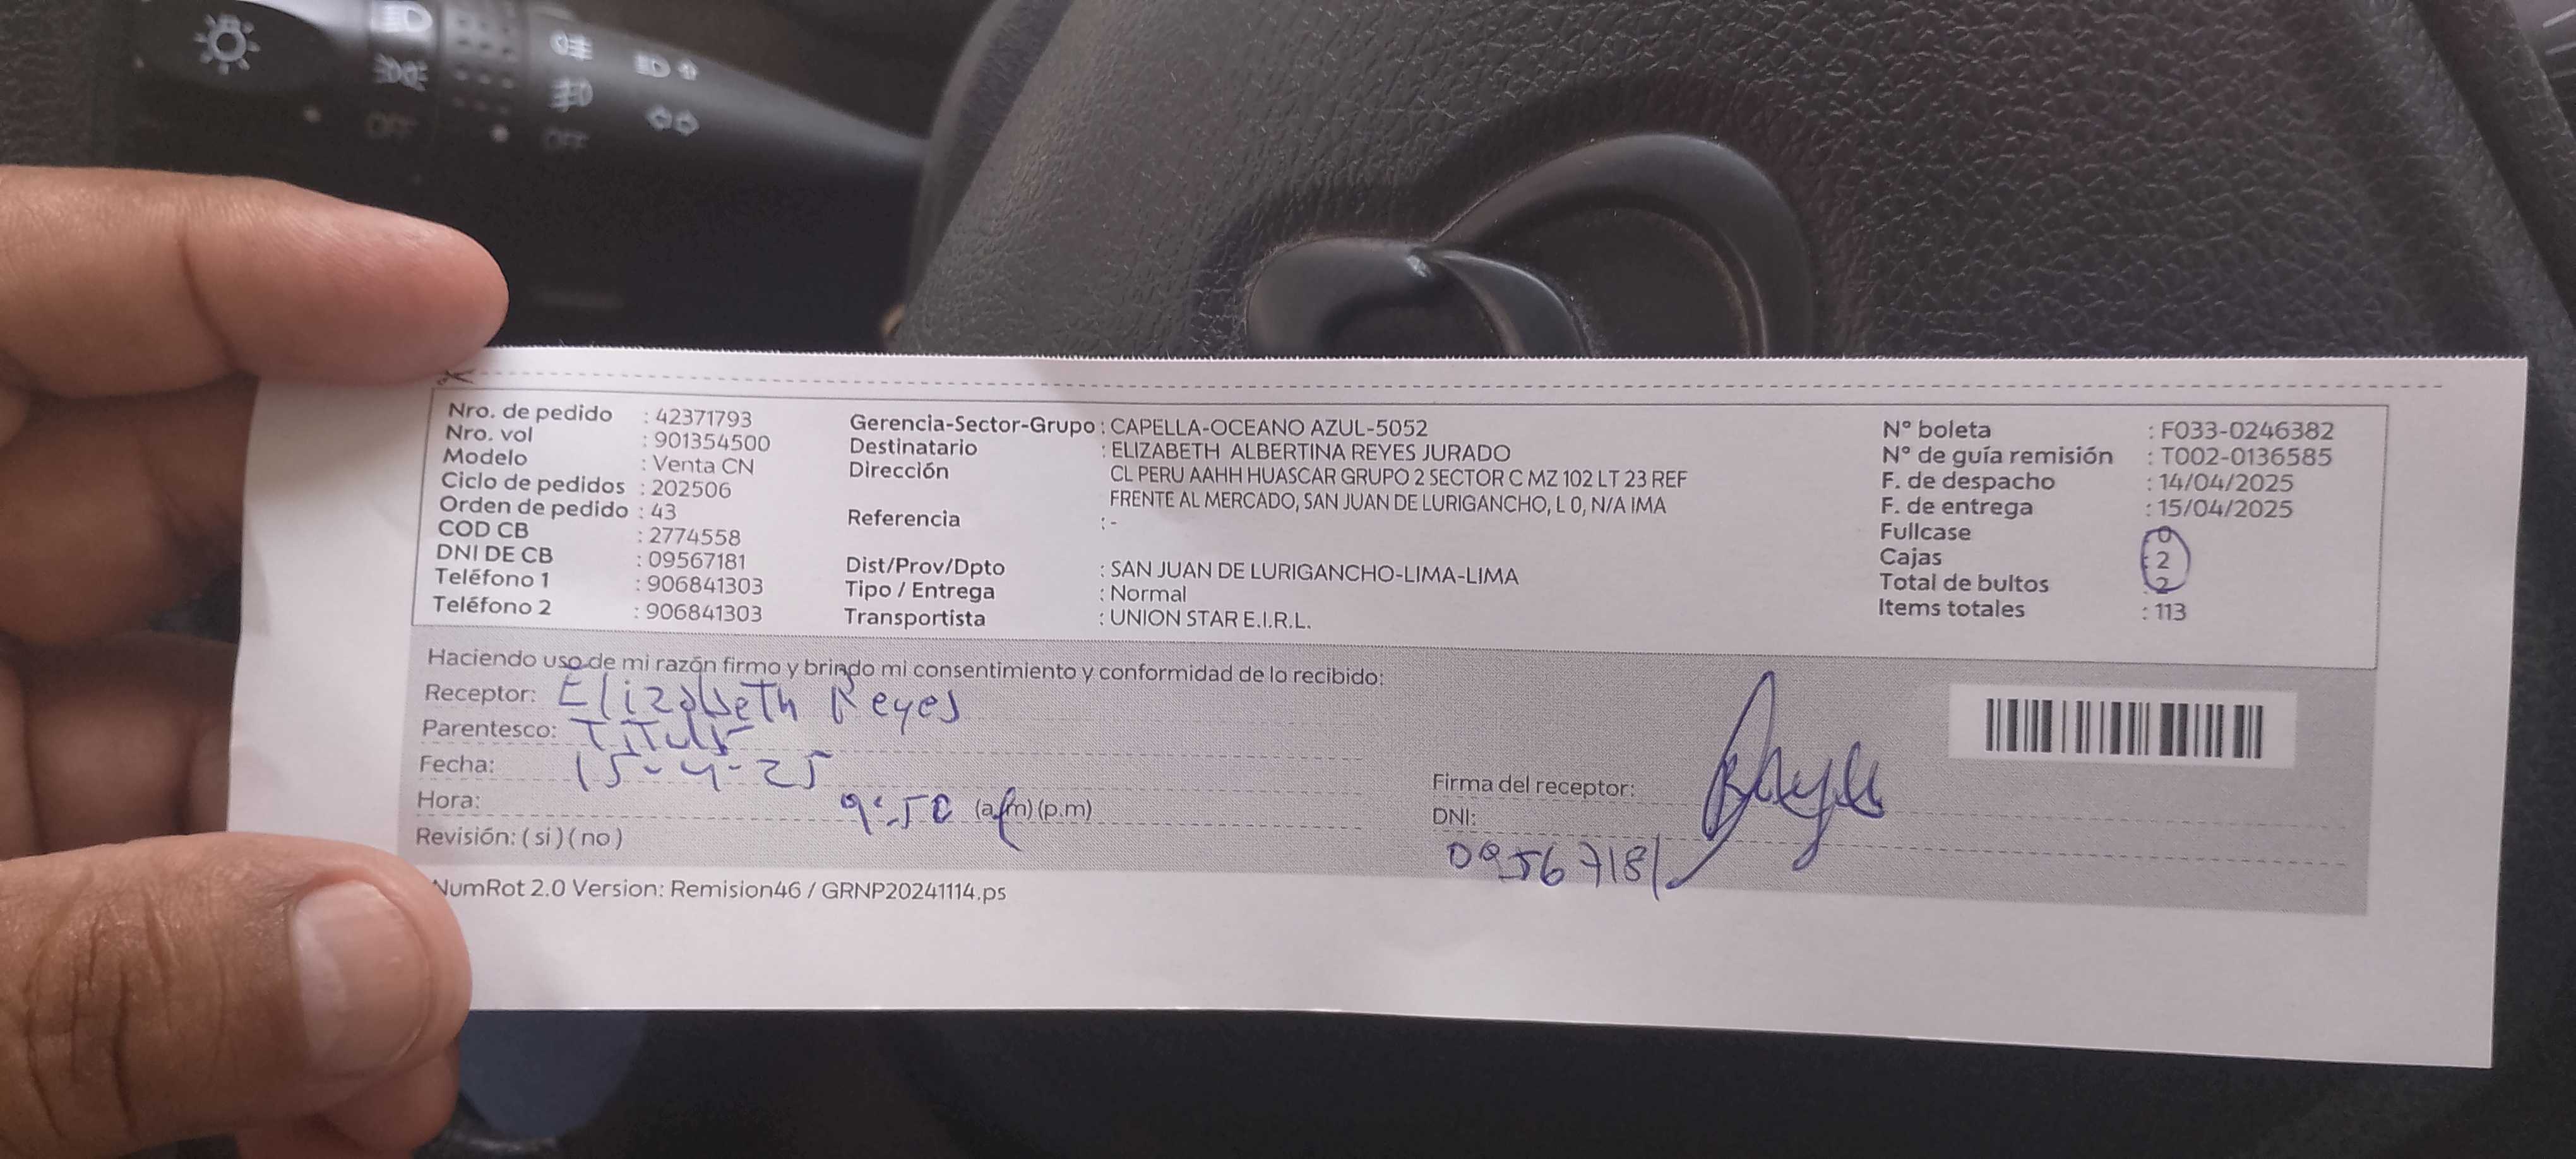 OFF OFF
Nro. de pedido : 42371793
Nro. vol : 901354500
Modelo : Venta CN
Ciclo de pedidos : 202506
Orden de pedido : 43
COD CB : 2774558
DNI DE CB : 09567181
Teléfono 1 : 906841303
Teléfono 2 : 906841303
Gerencia-Sector-Grupo : CAPELLA-OCEANO AZUL-5052
Destinatario : ELIZABETH ALBERTINA REYES JURADO
Dirección CL PERU AAHH HUASCAR GRUPO 2 SECTOR C MZ 102 LT 23 REF
FRENTE AL MERCADO, SAN JUAN DE LURIGANCHO, L 0, N/A IMA
Referencia : -
Dist/Prov/Dpto : SAN JUAN DE LURIGANCHO-LIMA-LIMA
Tipo / Entrega : Normal
Transportista : UNION STAR E.I.R.L.
N° boleta : F033-0246382
N° de guía remisión : T002-0136585
F. de despacho : 14/04/2025
F. de entrega : 15/04/2025
Fullcase : 0
Cajas : 2
Total de bultos : 2
Items totales : 113
Haciendo uso de mi razón firmo y brindo mi consentimiento y conformidad de lo recibido:
Receptor: Elizabeth Reyes
Parentesco:
Fecha: 15-4-25
Hora: 9:50 (a.m) (p.m)
Revisión: ( si ) ( no )
Firma del receptor:
DNI:
09567181
NumRot 2.0 Version: Remision46 / GRNP20241114.ps